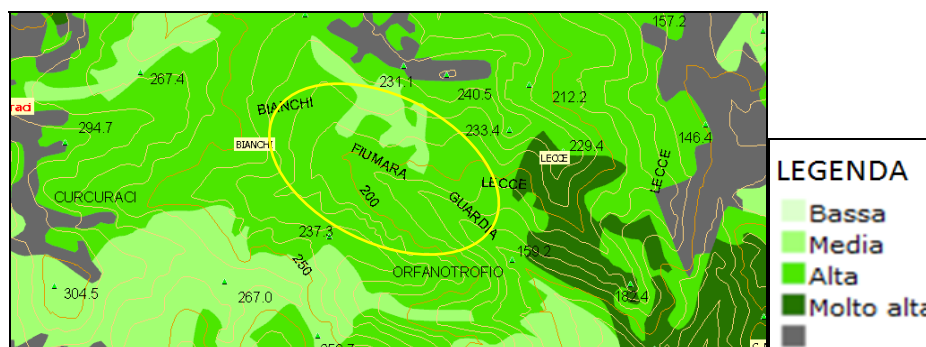 157.2
267.4
231.1
240.5
212.2
BIANCHI
raci
294.7
233.4
146.4
BIANCHI
FIUMARA
LECCE
229.4
LECCE
LECCE
CURCURACI
200
GUARDIA
237.3
159.2
250
ORFANOTROFIO
304.5
267.0
182.4
LEGENDA
Bassa
Media
Alta
Molto alta